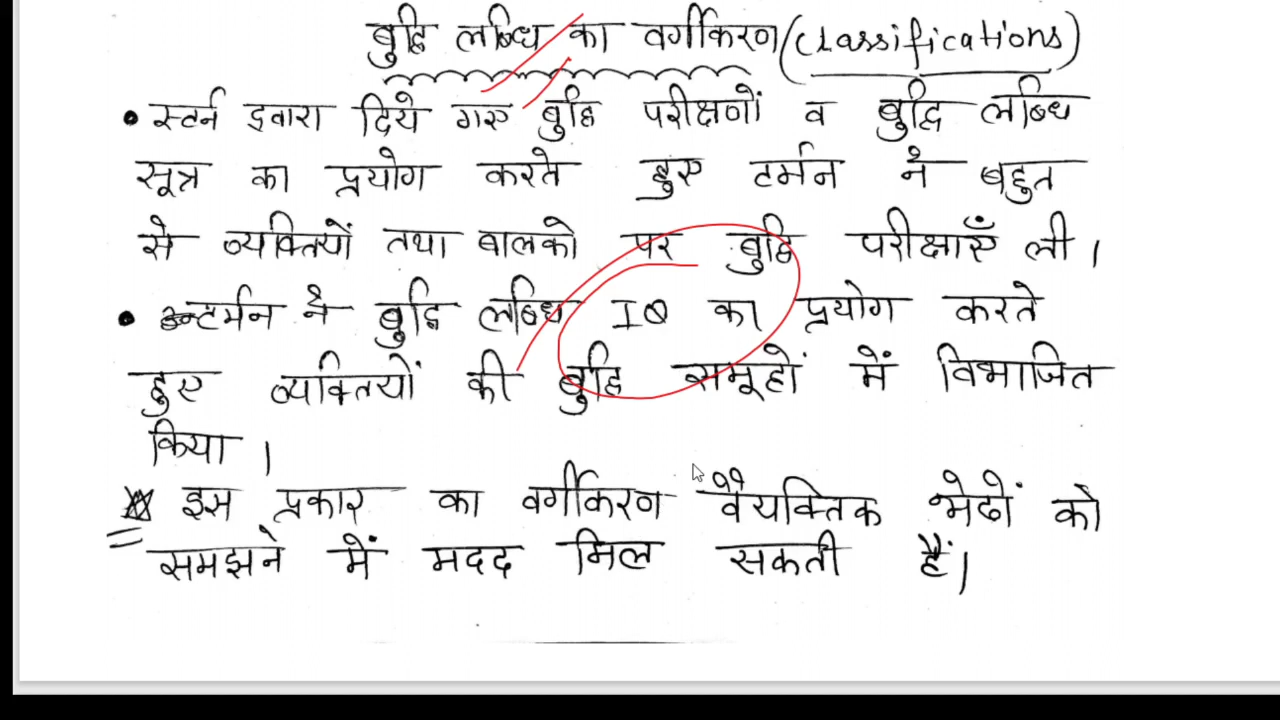 बुद्धि लब्धि का वर्गीकरण (Classifications)
• स्टर्न द्वारा दिये गए बुद्धि परीक्षणों व बुद्धि लब्धि
सूत्र का प्रयोग करते हुए टर्मन ने बहुत
से व्यक्तियों तथा बालको पर बुद्धि परीक्षाएँ ली।
• टर्मन ने बुद्धि लब्धि IQ का प्रयोग करते
हुए व्यक्तियों की बुद्धि समूहों में विभाजित
किया।
इस प्रकार का वर्गीकरण वैयक्तिक भेदों को
समझने में मदद मिल सकती हैं।